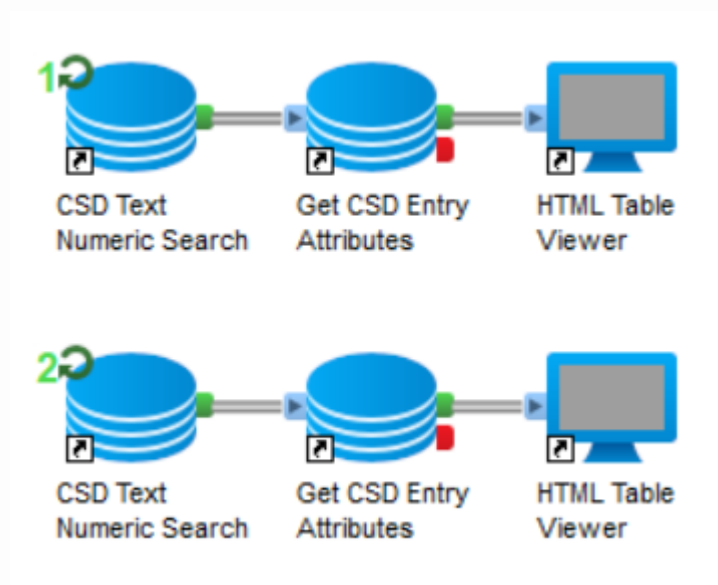 1
CSD Text
Numeric Search
Get CSD Entry
Attributes
HTML Table
Viewer
2
CSD Text
Numeric Search
Get CSD Entry
Attributes
HTML Table
Viewer